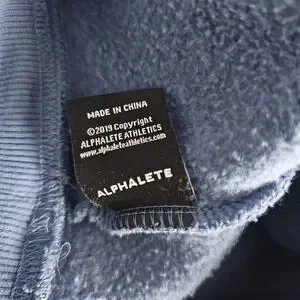 MADE IN CHINA
©2019 Copyright
ALPHALETE ATHLETICS
www.alphaleteathletics.com
ALPHALETE